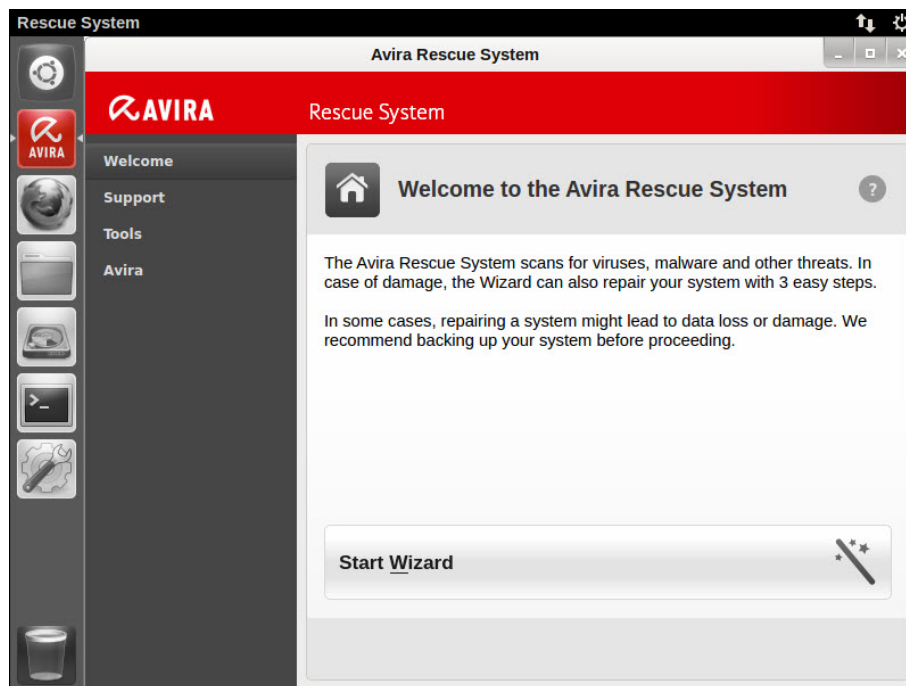 Rescue System
Avira Rescue System
AVIRA
Rescue System
AVIRA
Welcome
Support
Tools
Avira
Welcome to the Avira Rescue System
?
The Avira Rescue System scans for viruses, malware and other threats. In
case of damage, the Wizard can also repair your system with 3 easy steps.
In some cases, repairing a system might lead to data loss or damage. We
recommend backing up your system before proceeding.
>_
Start Wizard